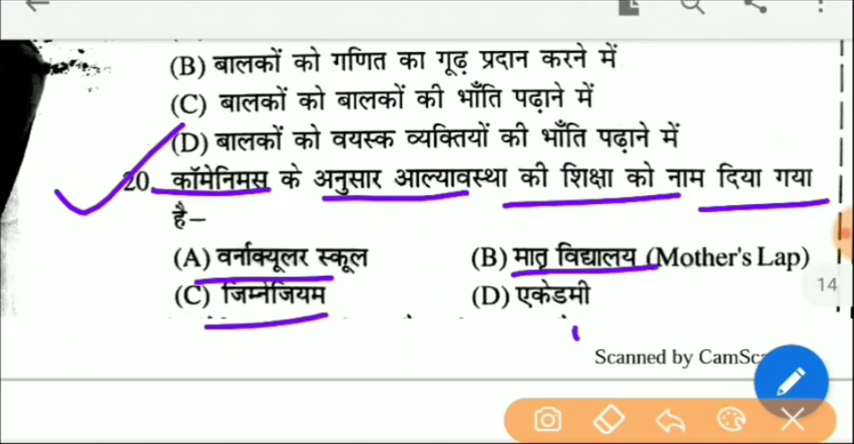 (B) बालकों को गणित का गूढ़ प्रदान करने में
(C) बालकों को बालकों की भाँति पढ़ाने में
(D) बालकों को वयस्क व्यक्तियों की भाँति पढ़ाने में
20. कॉमेनिमस के अनुसार आल्यावस्था की शिक्षा को नाम दिया गया
है–
(A) वर्नाक्यूलर स्कूल (B) मातृ विद्यालय (Mother's Lap)
(C) जिम्नेजियम (D) एकेडमी
14
Scanned by